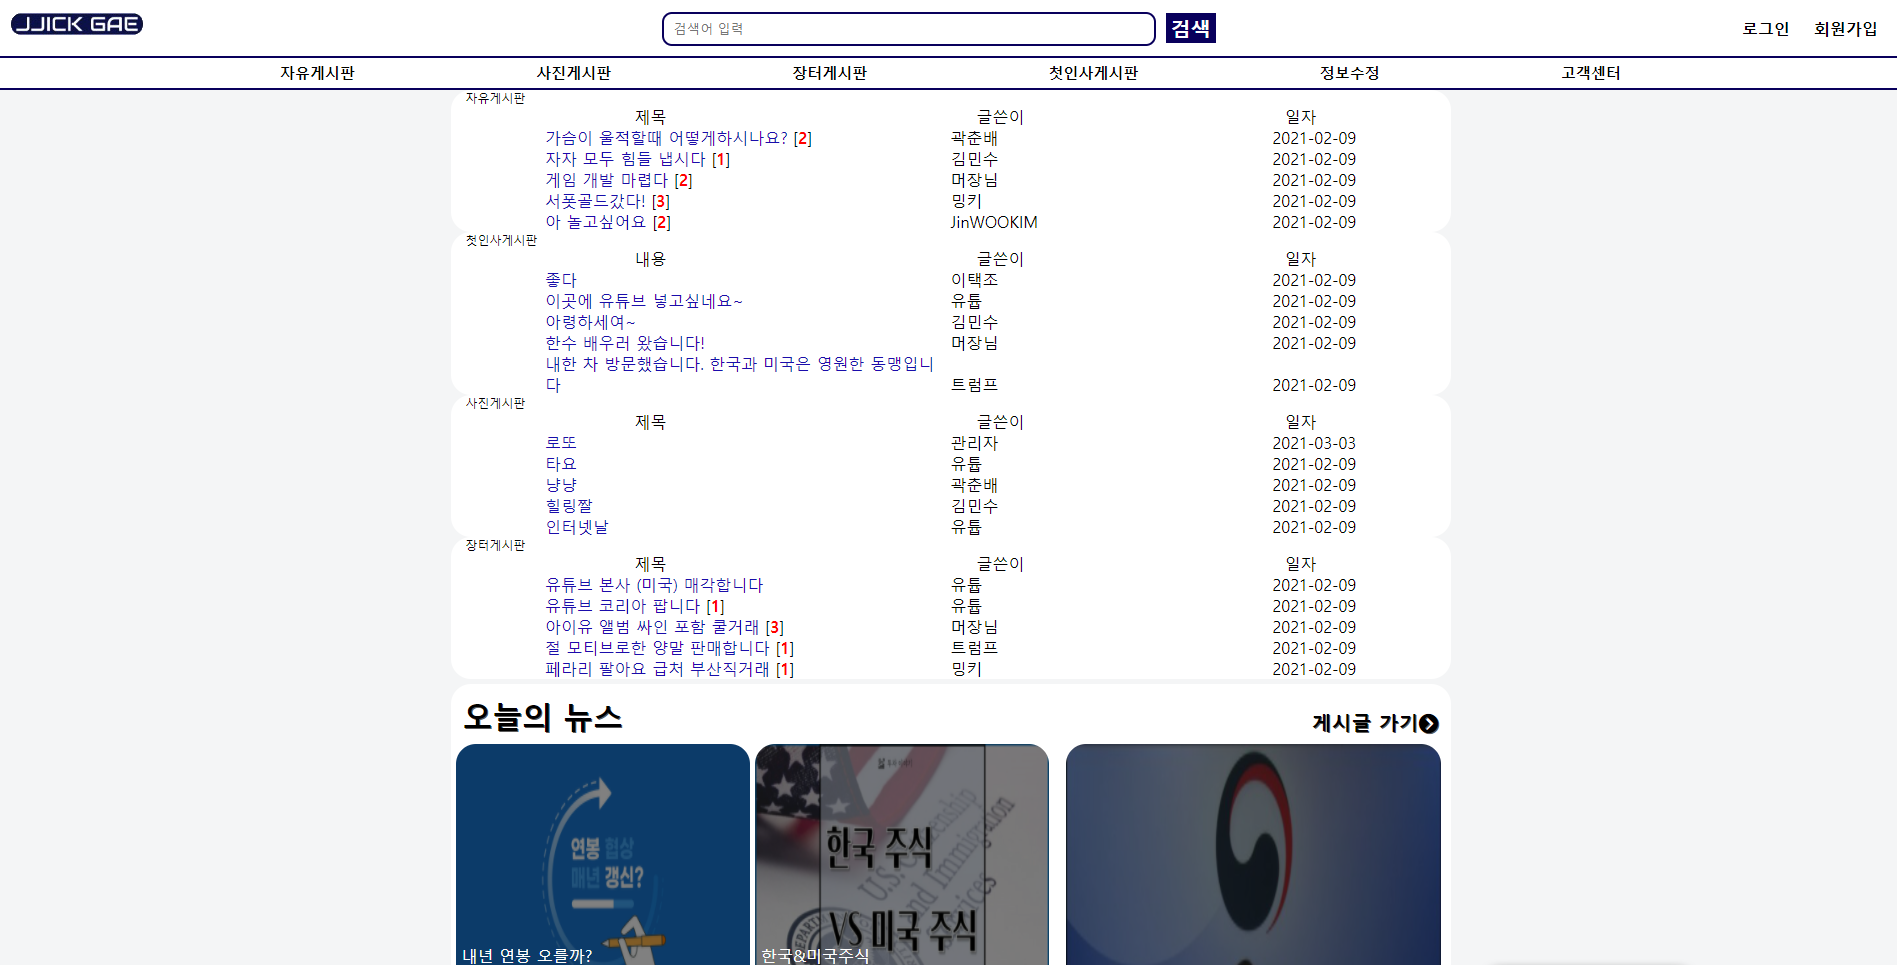 JJICK GAE
검색어 입력
검색
로그인 회원가입
자유게시판 사진게시판 장터게시판 첫인사게시판 정보수정 고객센터
자유게시판
제목 글쓴이 일자
가슴이 울적할때 어떻게하시나요? [2] 곽춘배 2021-02-09
자자 모두 힘들 냅시다 [1] 김민수 2021-02-09
게임 개발 마렵다 [2] 머장님 2021-02-09
서폿골드갔다! [3] 밍키 2021-02-09
아 놀고싶어요 [2] JinWOOKIM 2021-02-09
첫인사게시판
내용 글쓴이 일자
좋다 이택조 2021-02-09
이곳에 유튜브 넣고싶네요~ 유튭 2021-02-09
아령하세여~ 김민수 2021-02-09
한수 배우러 왔습니다! 머장님 2021-02-09
내한 차 방문했습니다. 한국과 미국은 영원한 동맹입니
다 트럼프 2021-02-09
사진게시판
제목 글쓴이 일자
로또 관리자 2021-03-03
타요 유튭 2021-02-09
냥냥 곽춘배 2021-02-09
힐링짤 김민수 2021-02-09
인터넷날 유튭 2021-02-09
장터게시판
제목 글쓴이 일자
유튜브 본사 (미국) 매각합니다 유튭 2021-02-09
유튜브 코리아 팝니다 [1] 유튭 2021-02-09
아이유 앨범 싸인 포함 쿨거래 [3] 머장님 2021-02-09
절 모티브로한 양말 판매합니다 [1] 트럼프 2021-02-09
페라리 팔아요 급처 부산직거래 [1] 밍키 2021-02-09
오늘의 뉴스
게시글 가기
연봉 협상
매년 갱신?
내년 연봉 오를까?
U.S. Citizenship
and Immigration
Services
한국 주식
VS 미국 주식
한국&미국주식